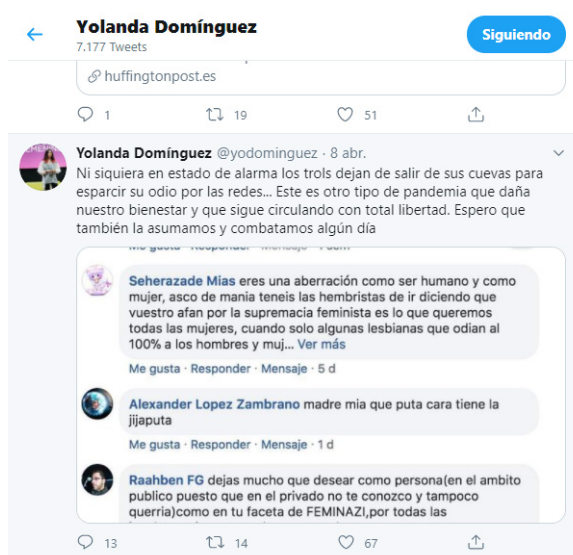 Yolanda Domínguez
7.177 Tweets
Siguiendo
huffingtonpost.es
1 19 51
Yolanda Domínguez @yodominguez · 8 abr.
Ni siquiera en estado de alarma los trols dejan de salir de sus cuevas para
esparcir su odio por las redes... Este es otro tipo de pandemia que daña
nuestro bienestar y que sigue circulando con total libertad. Espero que
también la asumamos y combatamos algún día
Seherazade Mias eres una aberración como ser humano y como
mujer, asco de mania teneis las hembristas de ir diciendo que
vuestro afan por la supremacia feminista es lo que queremos
todas las mujeres, cuando solo algunas lesbianas que odian al
100% a los hombres y muj... Ver más
Me gusta · Responder · Mensaje · 5 d
Alexander Lopez Zambrano madre mia que puta cara tiene la
jijaputa
Me gusta · Responder · Mensaje · 1 d
Raahben FG dejas mucho que desear como persona(en el ambito
publico puesto que en el privado no te conozco y tampoco
querria)como en tu faceta de FEMINAZI,por todas las
13 14 67